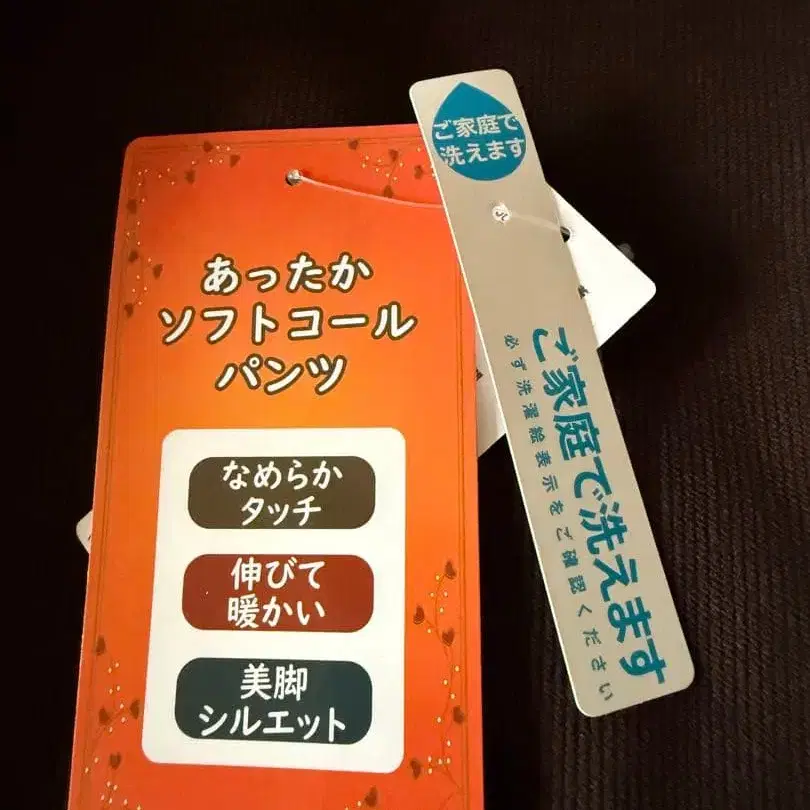 あったか
ソフトコール
パンツ
なめらか
タッチ
伸びて
暖かい
美脚
シルエット
ご家庭で
洗えます
ご家庭で洗えます
必ず洗濯絵表示をご確認ください